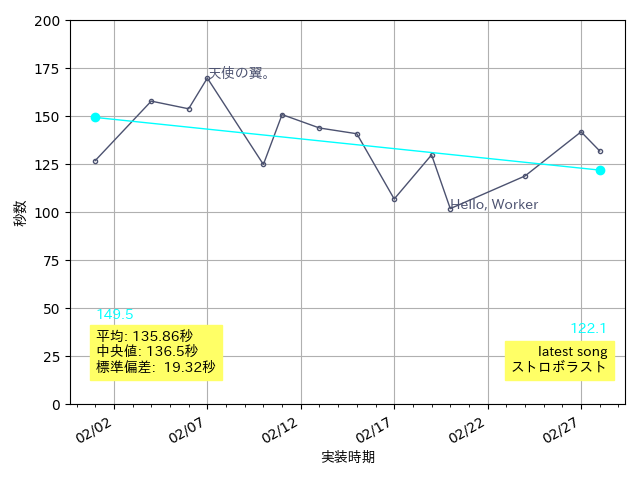 200
175
150
125
100
75
50
25
0
秒数
天使の翼。
Hello, Worker
149.5
122.1
平均: 135.86秒
中央値: 136.5秒
標準偏差: 19.32秒
latest song
ストロボラスト
02/02
02/07
02/12
02/17
02/22
02/27
実装時期